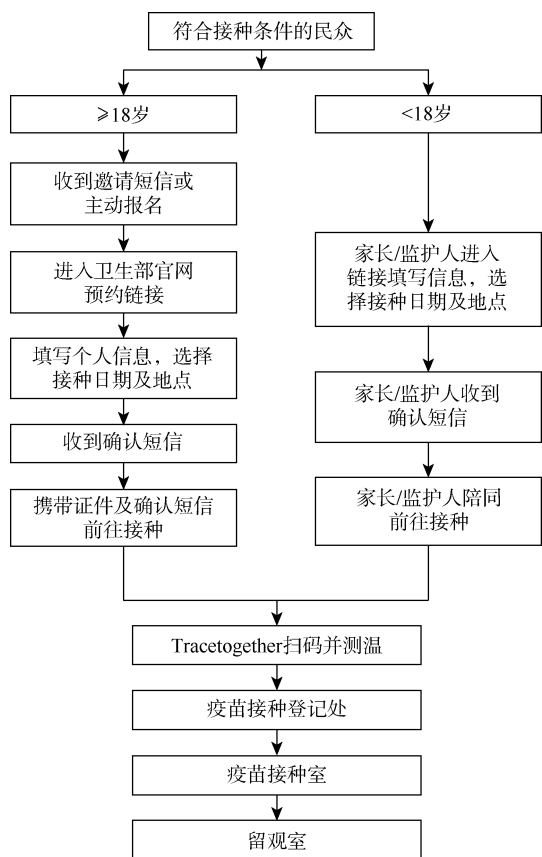 符合接种条件的民众
⩾18岁
收到邀请短信或
主动报名
进入卫生部官网
预约链接
填写个人信息，选择
接种日期及地点
收到确认短信
携带证件及确认短信
前往接种
<18岁
家长/监护人进入
链接填写信息，选
择接种日期及地点
家长/监护人收到
确认短信
家长/监护人陪同
前往接种
Tracetogether扫码并测温
疫苗接种登记处
疫苗接种室
留观室